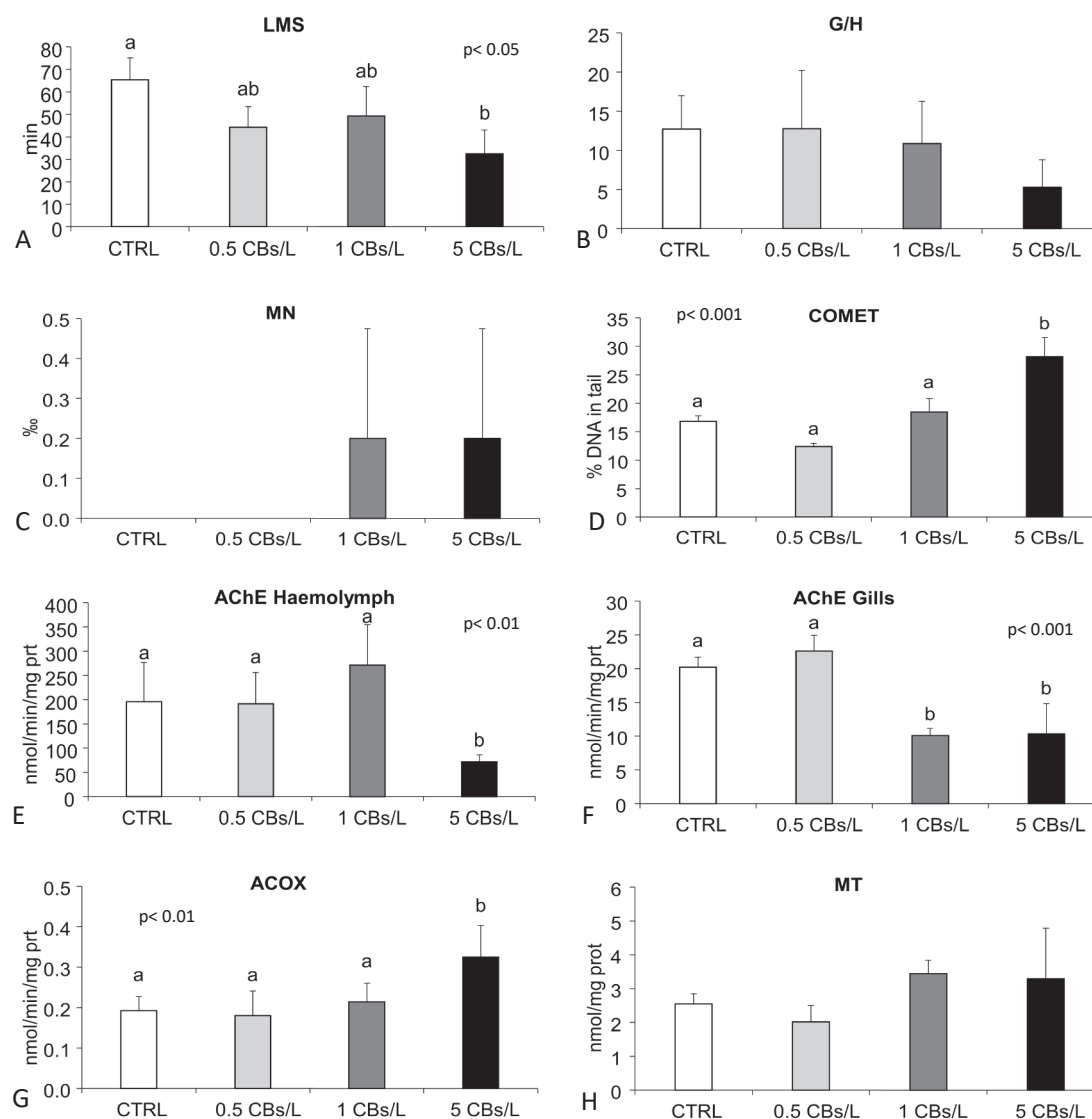 LMS
p< 0.05
min
80
70
60
50
40
30
20
10
0
a
ab
ab
b
CTRL
0.5 CBs/L
1 CBs/L
5 CBs/L
A
G/H
25
20
15
10
5
0
CTRL
0.5 CBs/L
1 CBs/L
5 CBs/L
B
MN
‰
0.5
0.4
0.3
0.2
0.1
0.0
CTRL
0.5 CBs/L
1 CBs/L
5 CBs/L
C
COMET
p< 0.001
% DNA in tail
35
30
25
20
15
10
5
0
a
a
a
b
CTRL
0.5 CBs/L
1 CBs/L
5 CBs/L
D
AChE Haemolymph
p< 0.01
nmol/min/mg prt
400
350
300
250
200
150
100
50
0
a
a
a
b
CTRL
0.5 CBs/L
1 CBs/L
5 CBs/L
E
AChE Gills
p< 0.001
nmol/min/mg prt
30
25
20
15
10
5
0
a
a
b
b
CTRL
0.5 CBs/L
1 CBs/L
5 CBs/L
F
ACOX
p< 0.01
nmol/min/mg prt
0.5
0.4
0.3
0.2
0.1
0.0
a
a
a
b
CTRL
0.5 CBs/L
1 CBs/L
5 CBs/L
G
MT
nmol/mg prot
6
5
4
3
2
1
0
CTRL
0.5 CBs/L
1 CBs/L
5 CBs/L
H